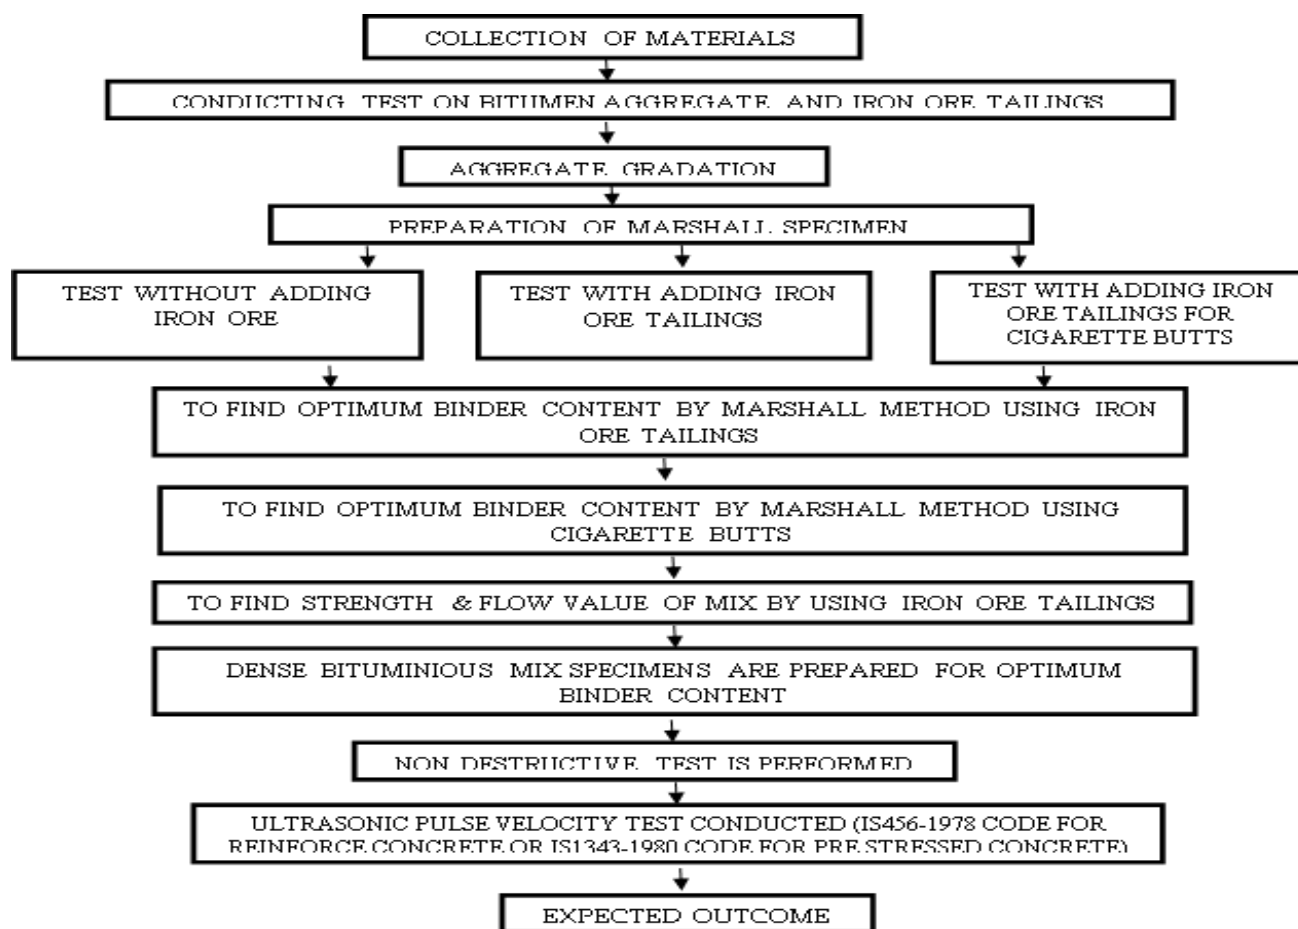 COLLECTION OF MATERIALS
CONDUCTING TEST ON BITUMEN AGGREGATE AND IRON ORE TAILINGS
AGGREGATE GRADATION
PREPARATION OF MARSHALL SPECIMEN
TEST WITHOUT ADDING
IRON ORE
TEST WITH ADDING IRON
ORE TAILINGS
TEST WITH ADDING IRON
ORE TAILINGS FOR
CIGARETTE BUTTS
TO FIND OPTIMUM BINDER CONTENT BY MARSHALL METHOD USING IRON
ORE TAILINGS
TO FIND OPTIMUM BINDER CONTENT BY MARSHALL METHOD USING
CIGARETTE BUTTS
TO FIND STRENGTH & FLOW VALUE OF MIX BY USING IRON ORE TAILINGS
DENSE BITUMINIOUS MIX SPECIMENS ARE PREPARED FOR OPTIMUM
BINDER CONTENT
NON DESTRUCTIVE TEST IS PERFORMED
ULTRASONIC PULSE VELOCITY TEST CONDUCTED (IS456-1978 CODE FOR
REINFORCE CONCRETE OR IS1343-1980 CODE FOR PRE STRESSED CONCRETE)
EXPECTED OUTCOME